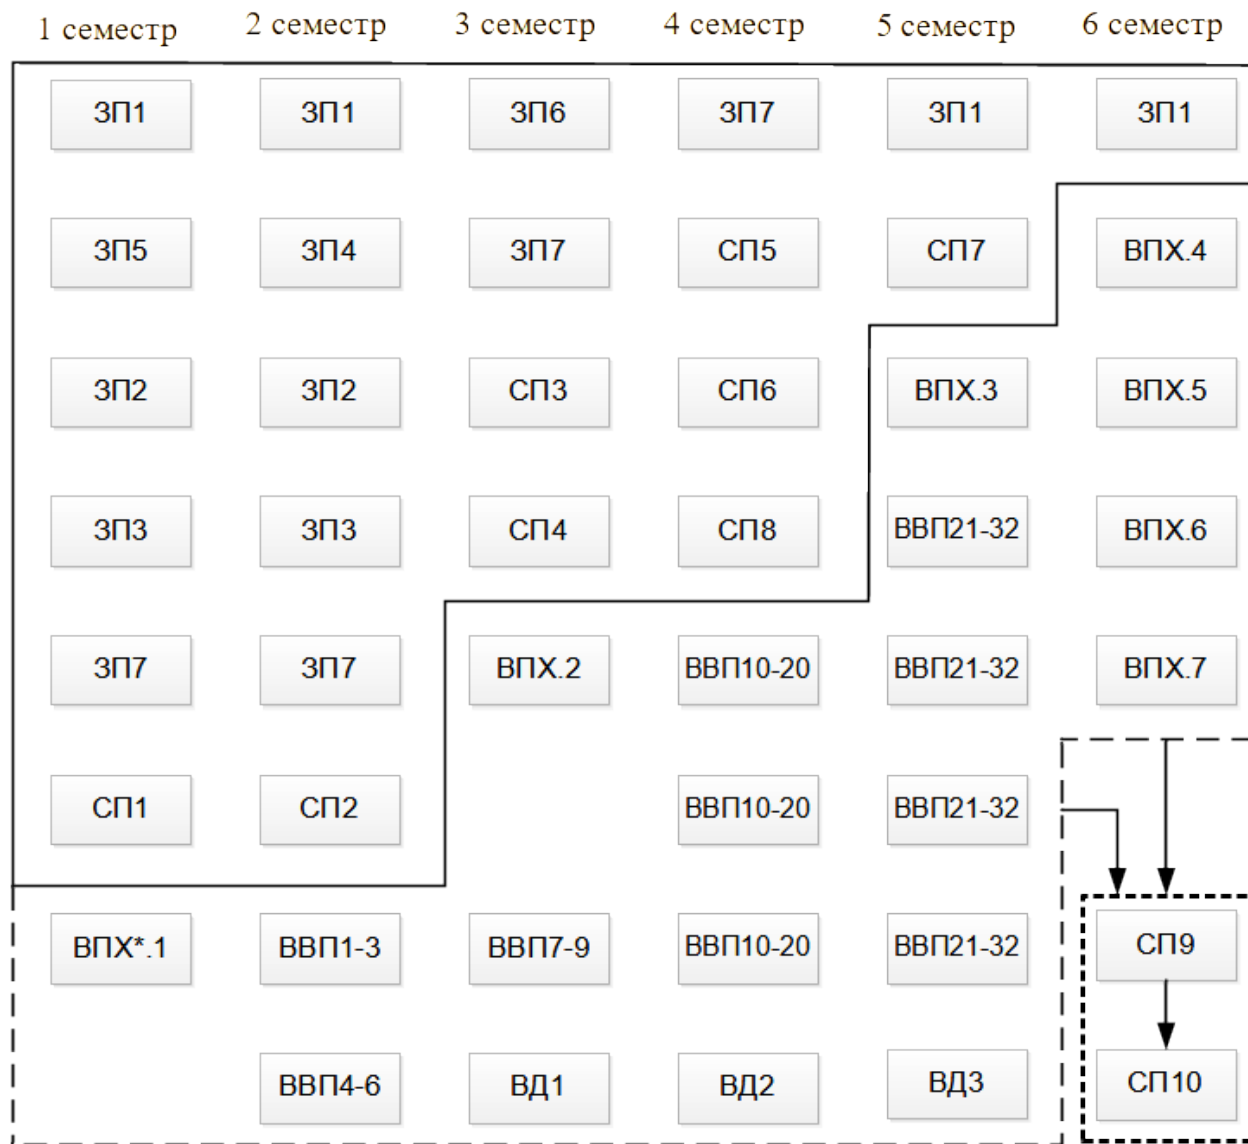 1 семестр 2 семестр 3 семестр 4 семестр 5 семестр 6 семестр
ЗП1 ЗП1 ЗП6 ЗП7 ЗП1 ЗП1
ЗП5 ЗП4 ЗП7 СП5 СП7 ВПХ.4
ЗП2 ЗП2 СП3 СП6 ВПХ.3 ВПХ.5
ЗП3 ЗП3 СП4 СП8 ВВП21-32 ВПХ.6
ЗП7 ЗП7 ВПХ.2 ВВП10-20 ВВП21-32 ВПХ.7
СП1 СП2 ВВП10-20 ВВП21-32
ВПХ*.1 ВВП1-3 ВВП7-9 ВВП10-20 ВВП21-32 СП9
ВВП4-6 ВД1 ВД2 ВД3 СП10